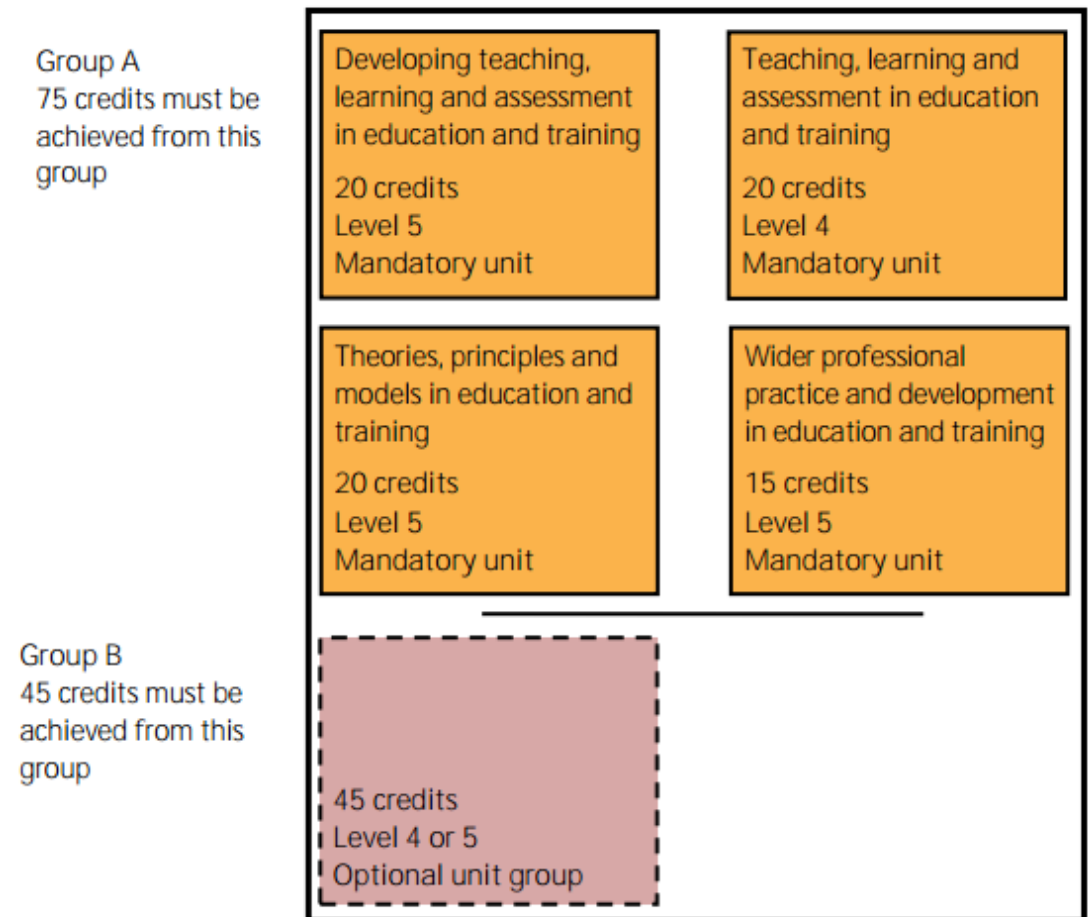 Group A
75 credits must be
achieved from this
group
Developing teaching,
learning and assessment
in education and training
20 credits
Level 5
Mandatory unit
Teaching, learning and
assessment in education
and training
20 credits
Level 4
Mandatory unit
Theories, principles and
models in education and
training
20 credits
Level 5
Mandatory unit
Wider professional
practice and development
in education and training
15 credits
Level 5
Mandatory unit
Group B
45 credits must be
achieved from this
group
45 credits
Level 4 or 5
Optional unit group